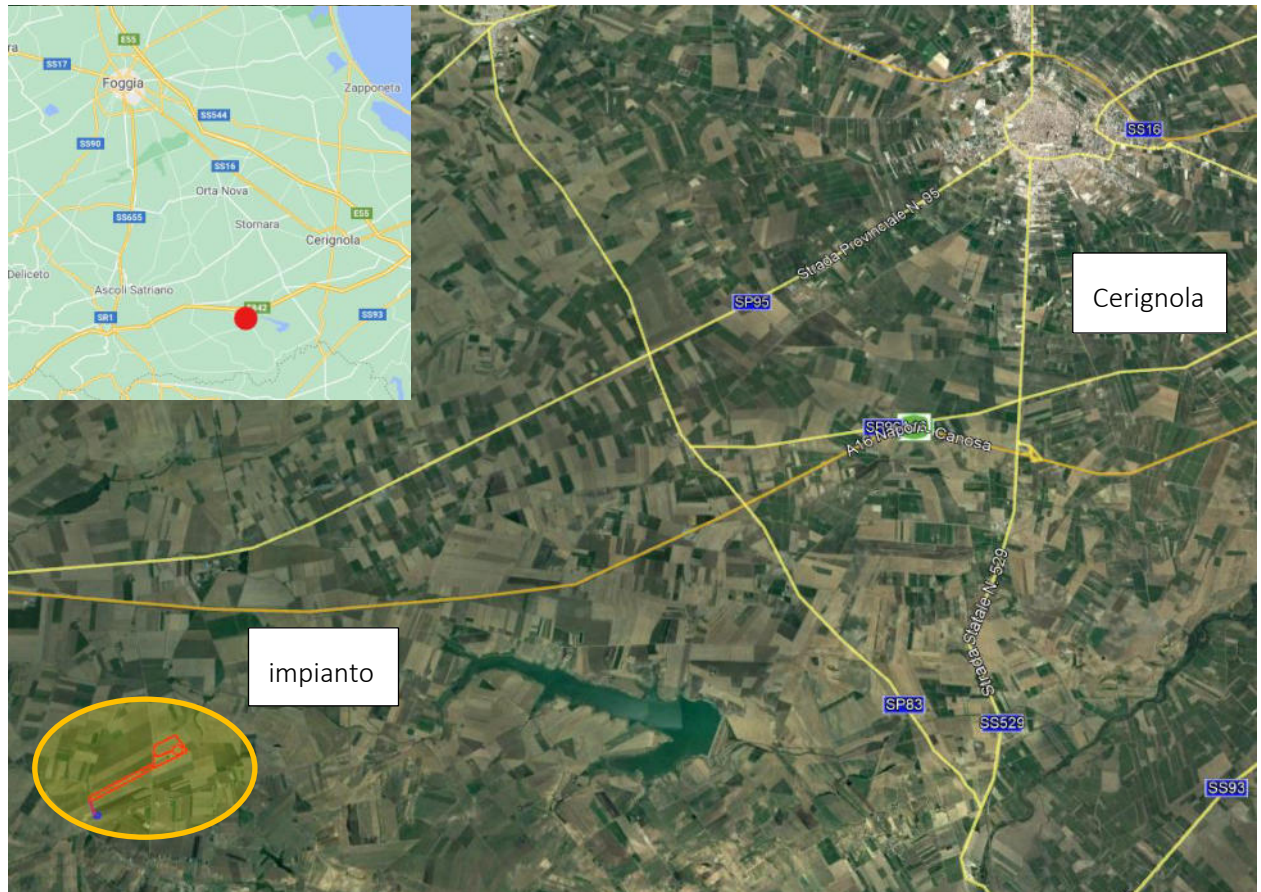 E55
SS17
Foggia
Zapponeta
SS544
SS90
SS16
Orta Nova
SS655
Stornara
E55
Cerignola
Deliceto
Ascoli Satriano
SR1
SS93
SS16
Strada Provinciale N. 95
SP95
Cerignola
A16 Napoli Canosa
Strada Statale N. 529
impianto
SP83
SS529
SS93